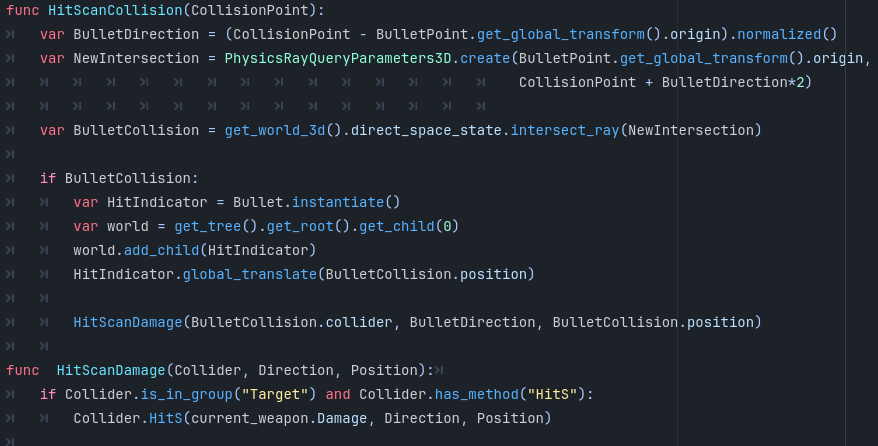 func HitScanCollision(CollisionPoint):
var BulletDirection = (CollisionPoint - BulletPoint.get_global_transform().origin).normalized()
var NewIntersection = PhysicsRayQueryParameters3D.create(BulletPoint.get_global_transform().origin,
CollisionPoint + BulletDirection*2)
var BulletCollision = get_world_3d().direct_space_state.intersect_ray(NewIntersection)
if BulletCollision:
var HitIndicator = Bullet.instantiate()
var world = get_tree().get_root().get_child(0)
world.add_child(HitIndicator)
HitIndicator.global_translate(BulletCollision.position)
HitScanDamage(BulletCollision.collider, BulletDirection, BulletCollision.position)
func  HitScanDamage(Collider, Direction, Position):
if Collider.is_in_group("Target") and Collider.has_method("HitS"):
Collider.HitS(current_weapon.Damage, Direction, Position)